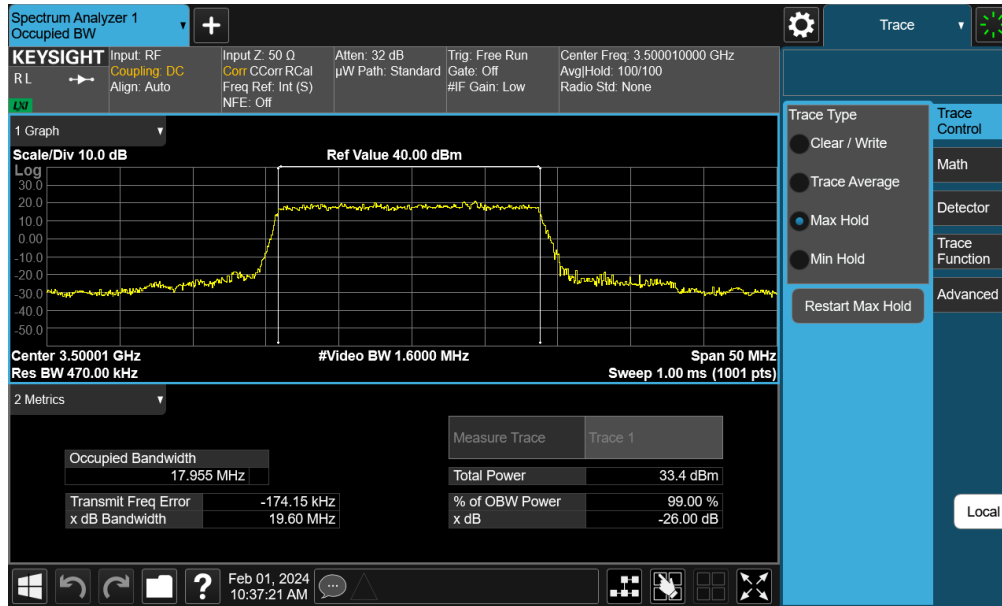 Spectrum Analyzer 1
Occupied BW
Trace
KEYSIGHT
R L
LXI
Input: RF
Coupling: DC
Align: Auto
Input Z: 50 Ω
Corr CCorr RCal
Freq Ref: Int (S)
NFE: Off
Atten: 32 dB
µW Path: Standard
Trig: Free Run
Gate: Off
#IF Gain: Low
Center Freq: 3.500010000 GHz
Avg|Hold: 100/100
Radio Std: None
1 Graph
Scale/Div 10.0 dB
Ref Value 40.00 dBm
Log
30.0
20.0
10.0
0.00
-10.0
-20.0
-30.0
-40.0
-50.0
Center 3.50001 GHz
#Video BW 1.6000 MHz
Span 50 MHz
Res BW 470.00 kHz
Sweep 1.00 ms (1001 pts)
2 Metrics
Measure Trace
Trace 1
Occupied Bandwidth
17.955 MHz
Total Power
33.4 dBm
Transmit Freq Error
-174.15 kHz
% of OBW Power
99.00 %
x dB Bandwidth
19.60 MHz
x dB
-26.00 dB
Trace Type
Clear / Write
Trace Average
Max Hold
Min Hold
Restart Max Hold
Trace
Control
Math
Detector
Trace
Function
Advanced
Local
?
Feb 01, 2024
10:37:21 AM